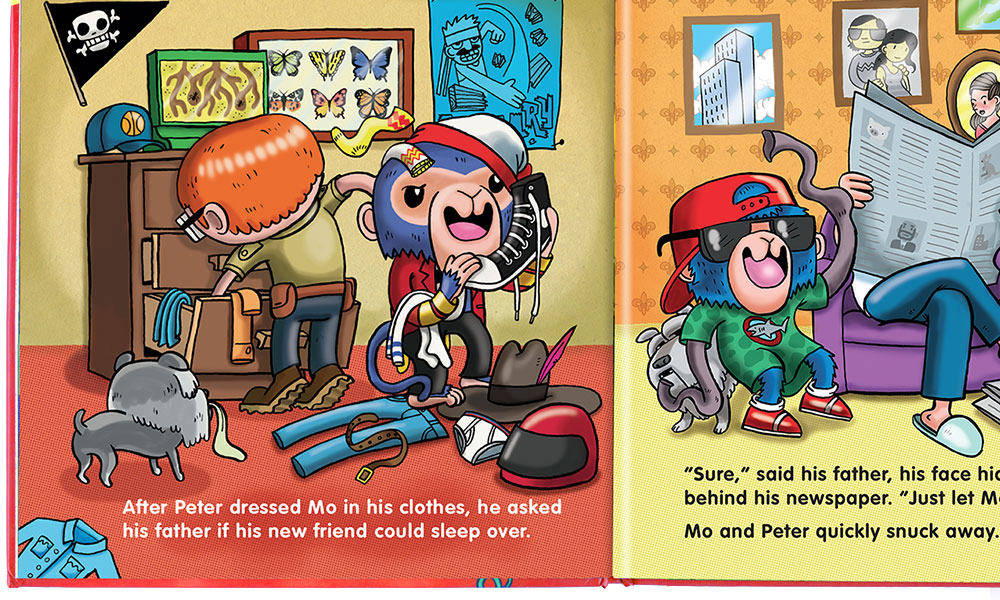 After Peter dressed Mo in his clothes, he asked
his father if his new friend could sleep over.
"Sure," said his father, his face
behind his newspaper. "Just let
Mo and Peter quickly snuck away.